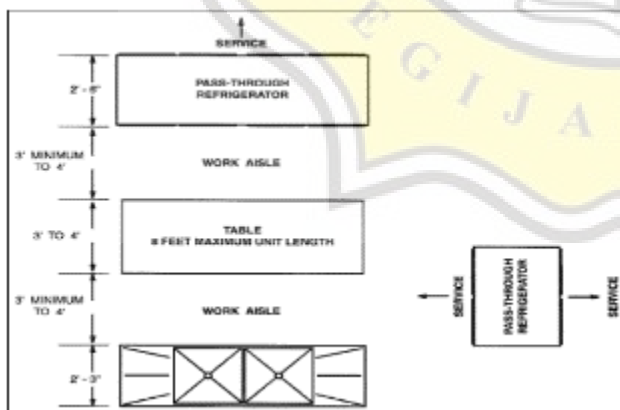 E G I J A
SERVICE
2' - 6"
PASS-THROUGH
REFRIGERATOR
3' MINIMUM
TO 4'
WORK AISLE
3' TO 4'
TABLE
8 FEET MAXIMUM UNIT LENGTH
3' MINIMUM
TO 4'
WORK AISLE
2' - 3"
SERVICE
PASS-THROUGH
REFRIGERATOR
SERVICE